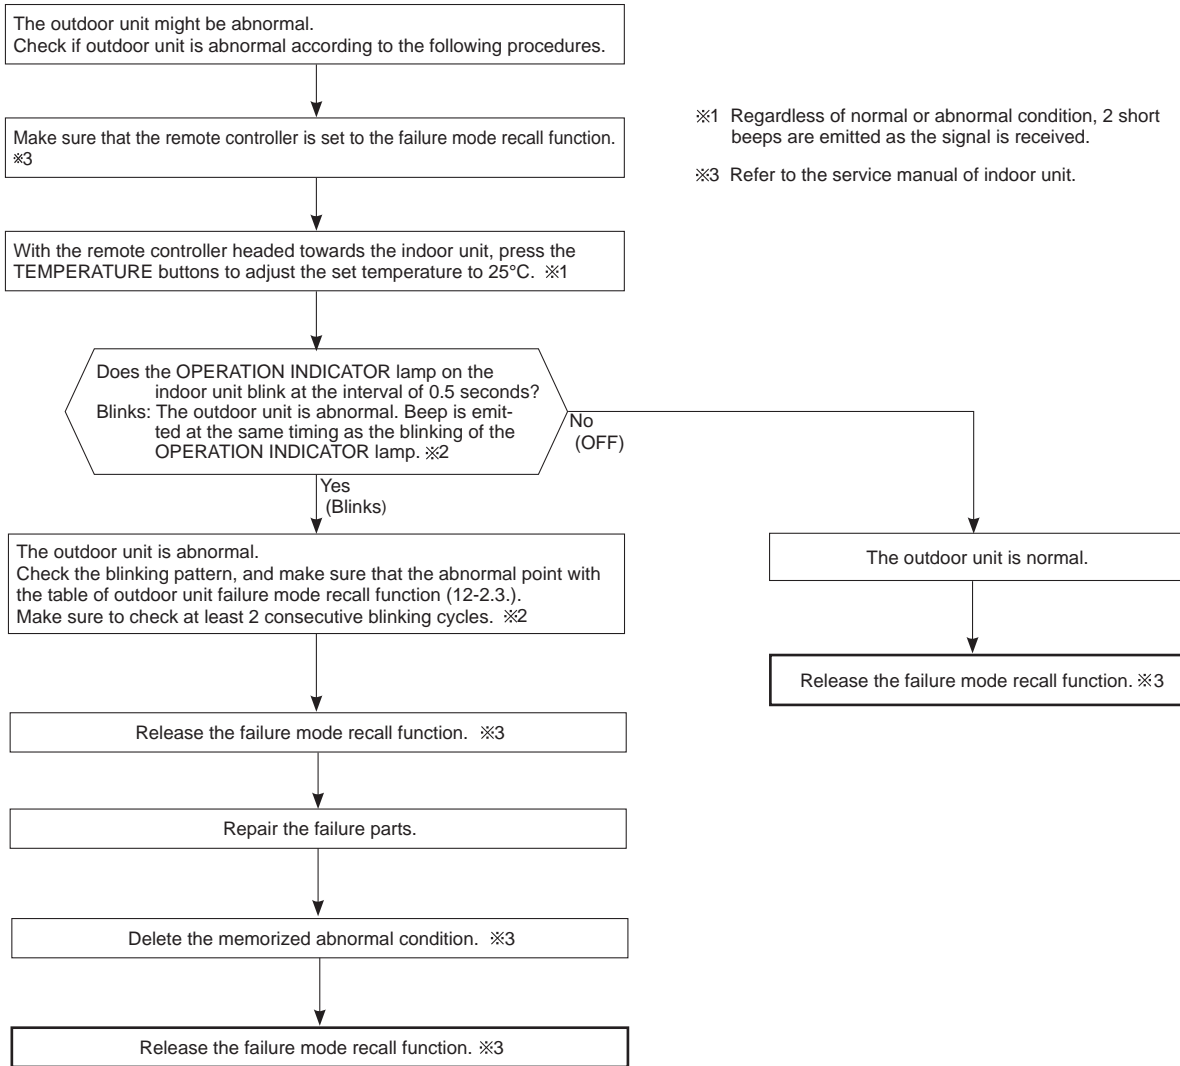 The outdoor unit might be abnormal.
Check if outdoor unit is abnormal according to the following procedures.
Make sure that the remote controller is set to the failure mode recall function.
※3
※1 Regardless of normal or abnormal condition, 2 short
beeps are emitted as the signal is received.
※3 Refer to the service manual of indoor unit.
With the remote controller headed towards the indoor unit, press the
TEMPERATURE buttons to adjust the set temperature to 25°C. ※1
Does the OPERATION INDICATOR lamp on the
indoor unit blink at the interval of 0.5 seconds?
Blinks: The outdoor unit is abnormal. Beep is emit-
ted at the same timing as the blinking of the
OPERATION INDICATOR lamp. ※2
No
(OFF)
Yes
(Blinks)
The outdoor unit is abnormal.
Check the blinking pattern, and make sure that the abnormal point with
the table of outdoor unit failure mode recall function (12-2.3.).
Make sure to check at least 2 consecutive blinking cycles. ※2
The outdoor unit is normal.
Release the failure mode recall function. ※3
Release the failure mode recall function. ※3
Repair the failure parts.
Delete the memorized abnormal condition. ※3
Release the failure mode recall function. ※3